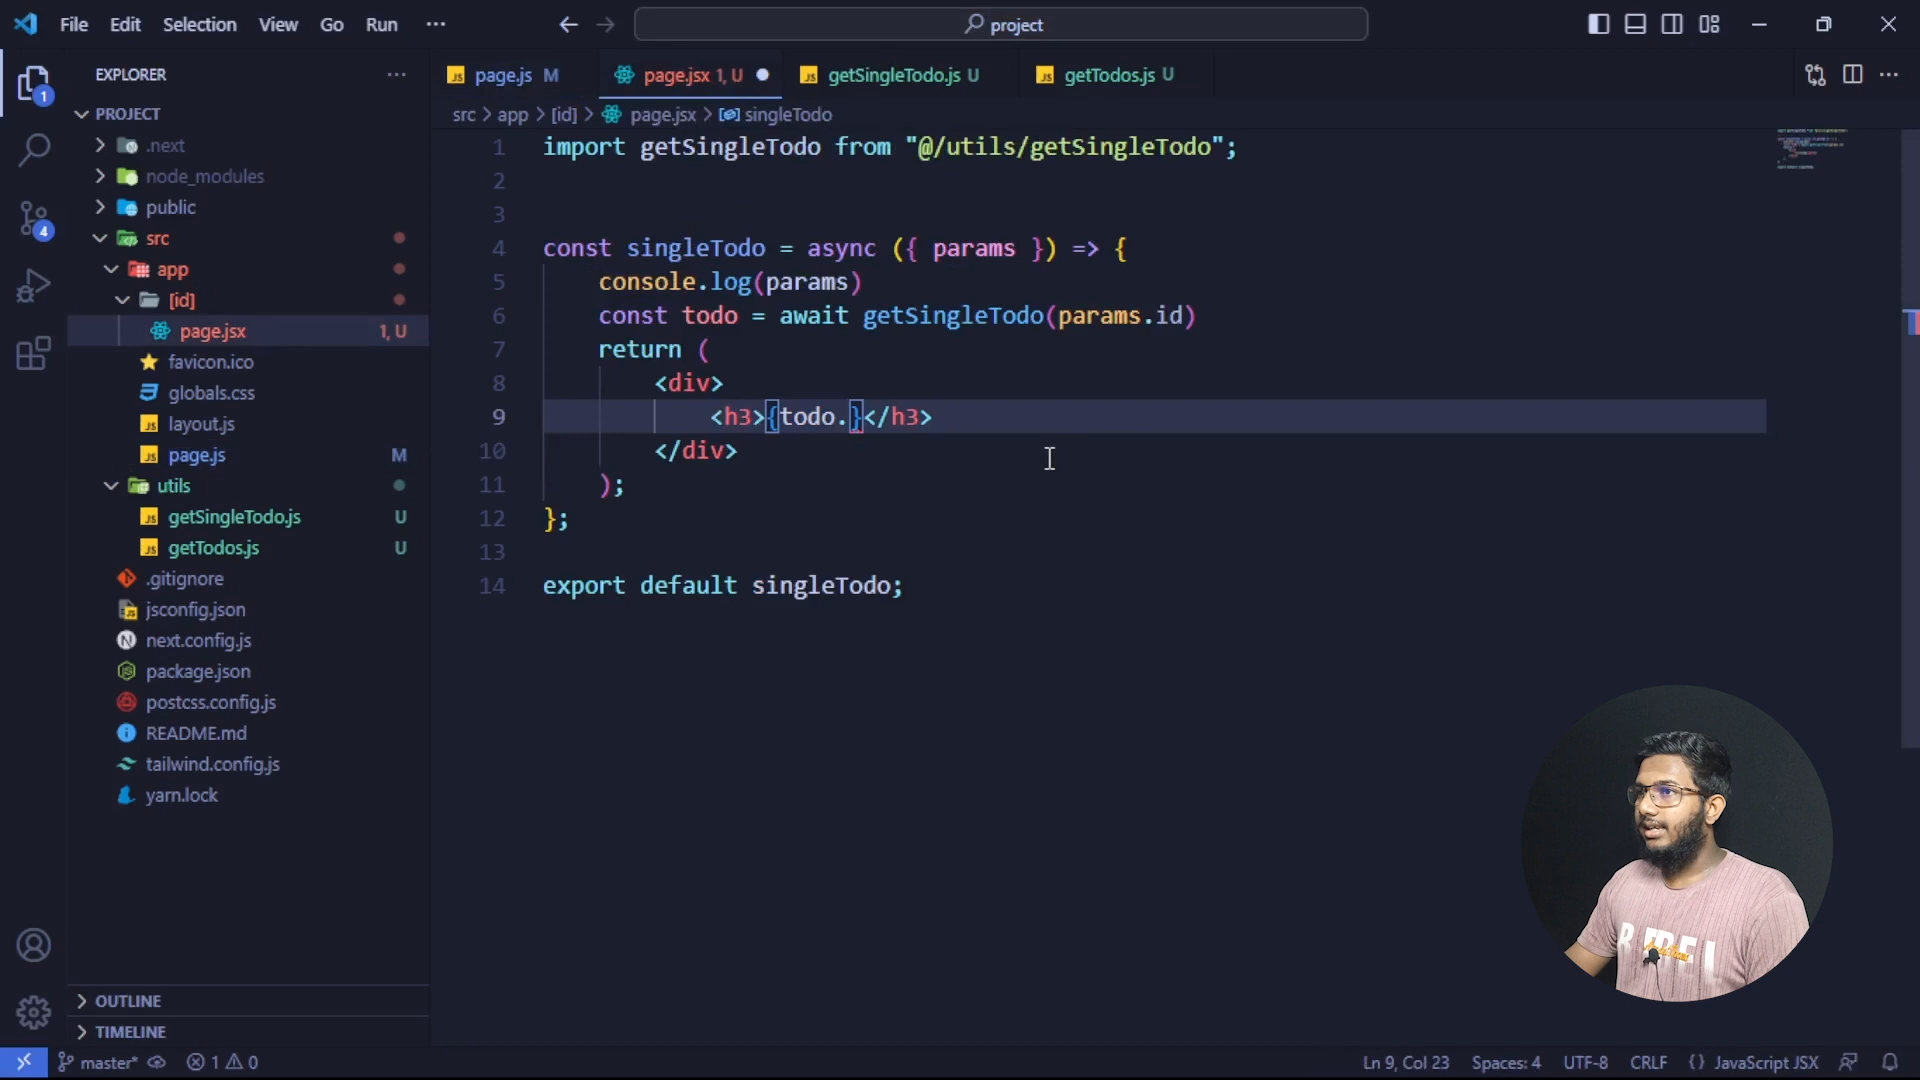 File Edit Selection View Go Run ··· project
EXPLORER ···
PROJECT
.next
node_modules
public
src
app
[id]
page.jsx 1, U
favicon.ico
globals.css
layout.js
page.js M
utils
getSingleTodo.js U
getTodos.js U
.gitignore
jsconfig.json
next.config.js
package.json
postcss.config.js
README.md
tailwind.config.js
yarn.lock
OUTLINE
TIMELINE
1
4
page.js M page.jsx 1, U getSingleTodo.js U getTodos.js U
src > app > [id] > page.jsx > singleTodo
1 import getSingleTodo from "@/utils/getSingleTodo";
2
3
4 const singleTodo = async ({ params }) => {
5 console.log(params)
6 const todo = await getSingleTodo(params.id)
7 return (
8 <div>
9 <h3>{todo.}</h3>
10 </div>
11 );
12 };
13
14 export default singleTodo;
master* 1 0 Ln 9, Col 23 Spaces: 4 UTF-8 CRLF {} JavaScript JSX